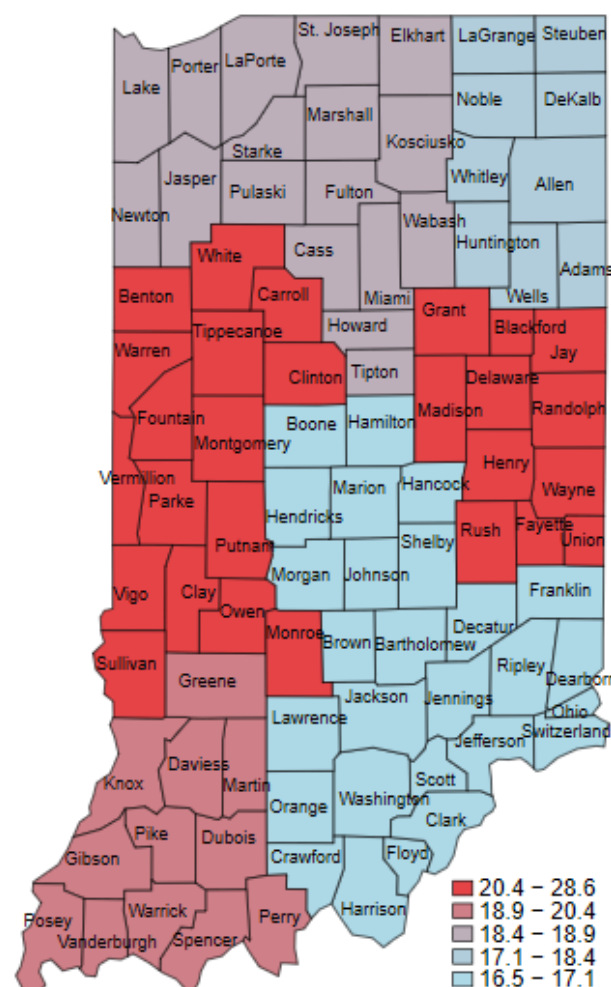 St. Joseph
Elkhart
LaGrange
Steuben
LaPorte
Porter
Lake
Noble
DeKalb
Marshall
Kosciusko
Starke
Whitley
Allen
Jasper
Pulaski
Fulton
Newton
Wabash
Huntington
White
Cass
Adams
Benton
Carroll
Miami
Wells
Grant
Tippecanoe
Howard
Blackford
Warren
Jay
Clinton
Tipton
Delaware
Madison
Randolph
Fountain
Boone
Hamilton
Montgomery
Henry
Vermillion
Marion
Hancock
Wayne
Parke
Hendricks
Rush
Fayette
Union
Shelby
Putnam
Morgan
Johnson
Franklin
Vigo
Clay
Owen
Monroe
Decatur
Brown
Bartholomew
Sullivan
Ripley
Dearborn
Greene
Jackson
Jennings
Ohio
Lawrence
Switzerland
Jefferson
Daviess
Knox
Martin
Scott
Washington
Orange
Clark
Pike
Dubois
Gibson
Crawford
Floyd
Harrison
Posey
Warrick
Perry
Vanderburgh
Spencer
20.4 – 28.6
18.9 – 20.4
18.4 – 18.9
17.1 – 18.4
16.5 – 17.1